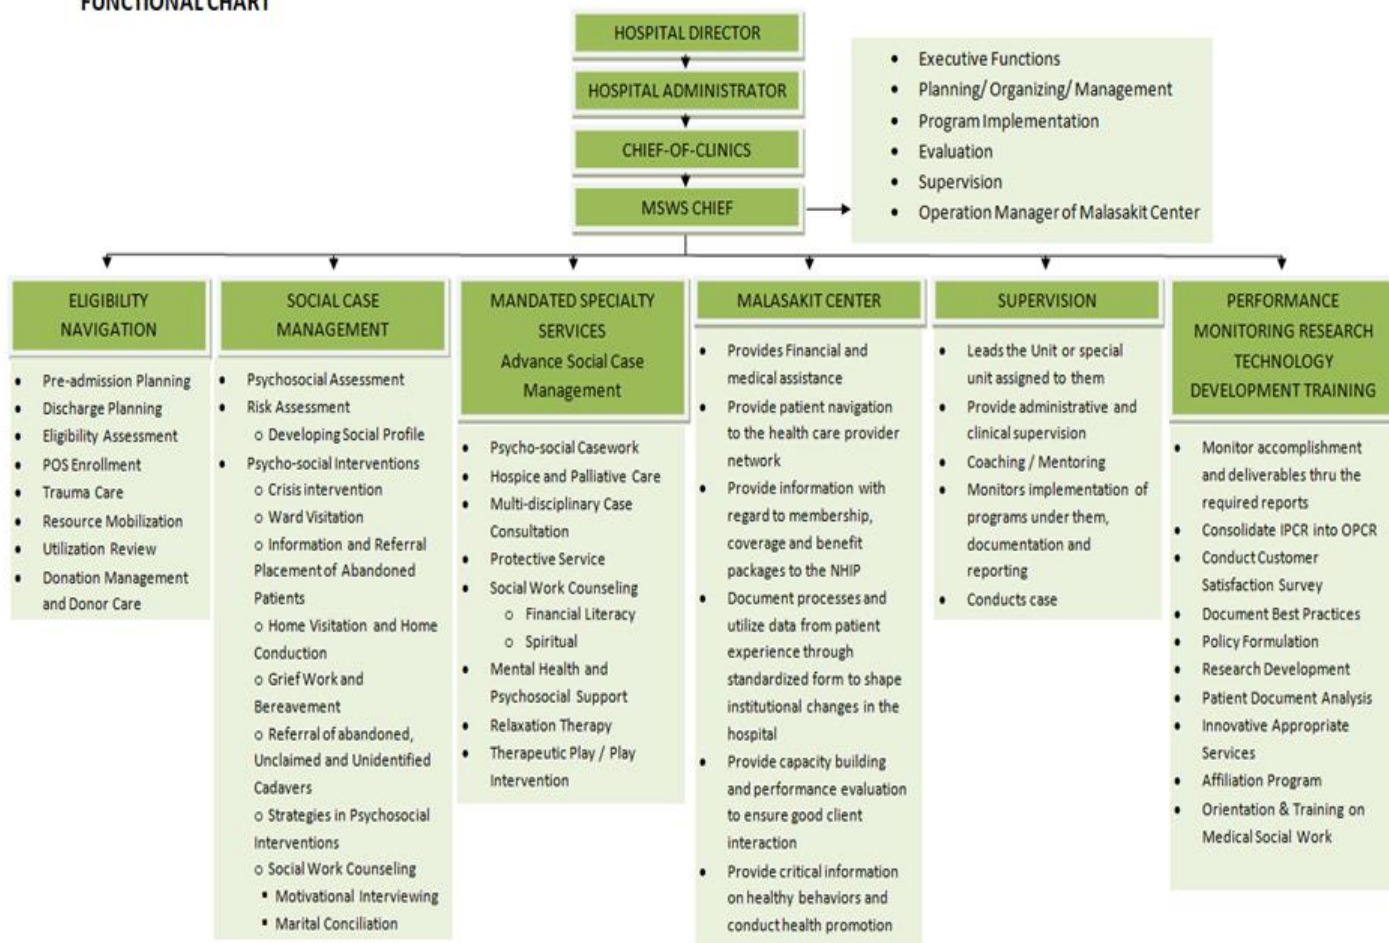 FUNCTIONAL CHART
HOSPITAL DIRECTOR
HOSPITAL ADMINISTRATOR
CHIEF-OF-CLINICS
MSWS CHIEF
• Executive Functions
• Planning/ Organizing/ Management
• Program Implementation
• Evaluation
• Supervision
• Operation Manager of Malasakit Center
ELIGIBILITY
NAVIGATION
• Pre-admission Planning
• Discharge Planning
• Eligibility Assessment
• POS Enrollment
• Trauma Care
• Resource Mobilization
• Utilization Review
• Donation Management
and Donor Care
SOCIAL CASE
MANAGEMENT
• Psychosocial Assessment
• Risk Assessment
o Developing Social Profile
• Psycho-social Interventions
o Crisis intervention
o Ward Visitation
o Information and Referral
Placement of Abandoned
Patients
o Home Visitation and Home
Conduction
o Grief Work and
Bereavement
o Referral of abandoned,
Unclaimed and Unidentified
Cadavers
o Strategies in Psychosocial
Interventions
o Social Work Counseling
▪ Motivational Interviewing
▪ Marital Conciliation
MANDATED SPECIALTY
SERVICES
Advance Social Case
Management
• Psycho-social Casework
• Hospice and Palliative Care
• Multi-disciplinary Case
Consultation
• Protective Service
• Social Work Counseling
o Financial Literacy
o Spiritual
• Mental Health and
Psychosocial Support
• Relaxation Therapy
• Therapeutic Play / Play
Intervention
MALASAKIT CENTER
• Provides Financial and
medical assistance
• Provide patient navigation
to the health care provider
network
• Provide information with
regard to membership,
coverage and benefit
packages to the NHIP
• Document processes and
utilize data from patient
experience through
standardized form to shape
institutional changes in the
hospital
• Provide capacity building
and performance evaluation
to ensure good client
interaction
• Provide critical information
on healthy behaviors and
conduct health promotion
SUPERVISION
• Leads the Unit or special
unit assigned to them
• Provide administrative and
clinical supervision
• Coaching / Mentoring
• Monitors implementation of
programs under them,
documentation and
reporting
• Conducts case
PERFORMANCE
MONITORING RESEARCH
TECHNOLOGY
DEVELOPMENT TRAINING
• Monitor accomplishment
and deliverables thru the
required reports
• Consolidate IPCR into OPCR
• Conduct Customer
Satisfaction Survey
• Document Best Practices
• Policy Formulation
• Research Development
• Patient Document Analysis
• Innovative Appropriate
Services
• Affiliation Program
• Orientation & Training on
Medical Social Work